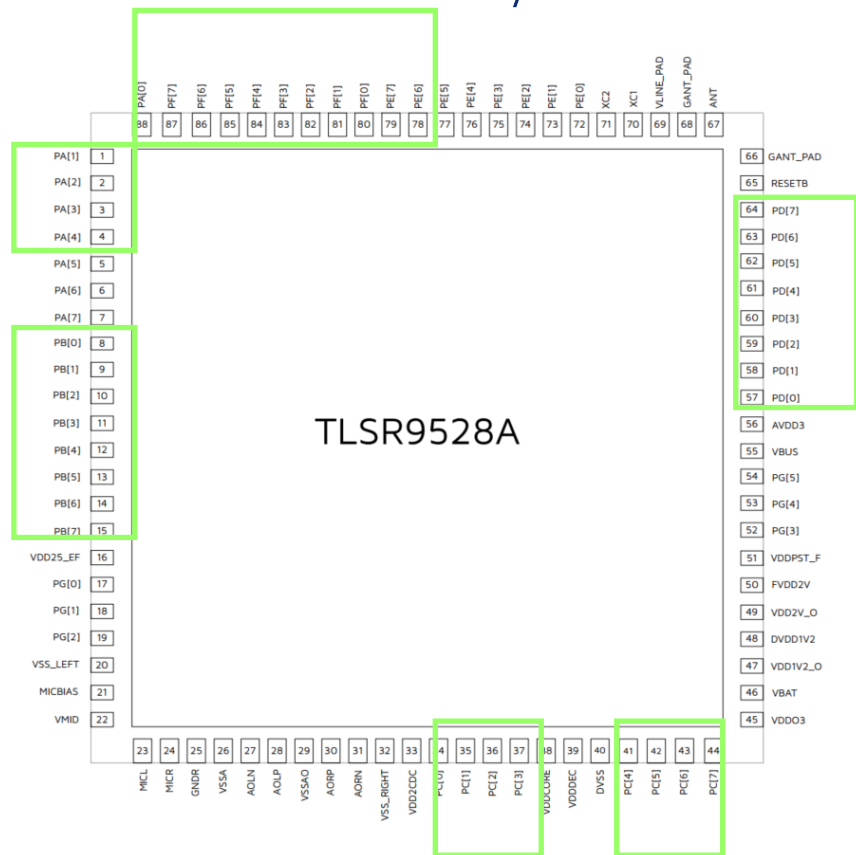 PA[0] PF[7] PF[6] PF[5] PF[4] PF[3] PF[2] PF[1] PF[0] PE[7] PE[6] PE[5] PE[4] PE[3] PE[2] PE[1] PE[0] XC2 XC1 VLINE_PAD GANT_PAD ANT
88 87 86 85 84 83 82 81 80 79 78 77 76 75 74 73 72 71 70 69 68 67
PA[1] 1
PA[2] 2
PA[3] 3
PA[4] 4
PA[5] 5
PA[6] 6
PA[7] 7
PB[0] 8
PB[1] 9
PB[2] 10
PB[3] 11
PB[4] 12
PB[5] 13
PB[6] 14
PB[7] 15
VDD25_EF 16
PG[0] 17
PG[1] 18
PG[2] 19
VSS_LEFT 20
MICBIAS 21
VMID 22
TLSR9528A
66 GANT_PAD
65 RESETB
64 PD[7]
63 PD[6]
62 PD[5]
61 PD[4]
60 PD[3]
59 PD[2]
58 PD[1]
57 PD[0]
56 AVDD3
55 VBUS
54 PG[5]
53 PG[4]
52 PG[3]
51 VDDPST_F
50 FVDD2V
49 VDD2V_O
48 DVDD1V2
47 VDD1V2_O
46 VBAT
45 VDDO3
23 24 25 26 27 28 29 30 31 32 33 34 35 36 37 38 39 40 41 42 43 44
MICL MICR GNDR VSSA AOLN AOLP VSSAO AORP AORN VSS_RIGHT VDD2CDC PC[0] PC[1] PC[2] PC[3] VDDCORE VDDDEC DVSS PC[4] PC[5] PC[6] PC[7]